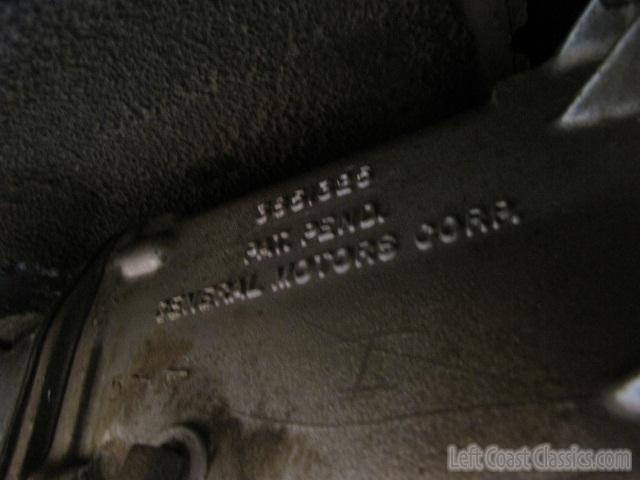 PAT. PEND.
GENERAL MOTORS CORP.
Left Coast Classics.com